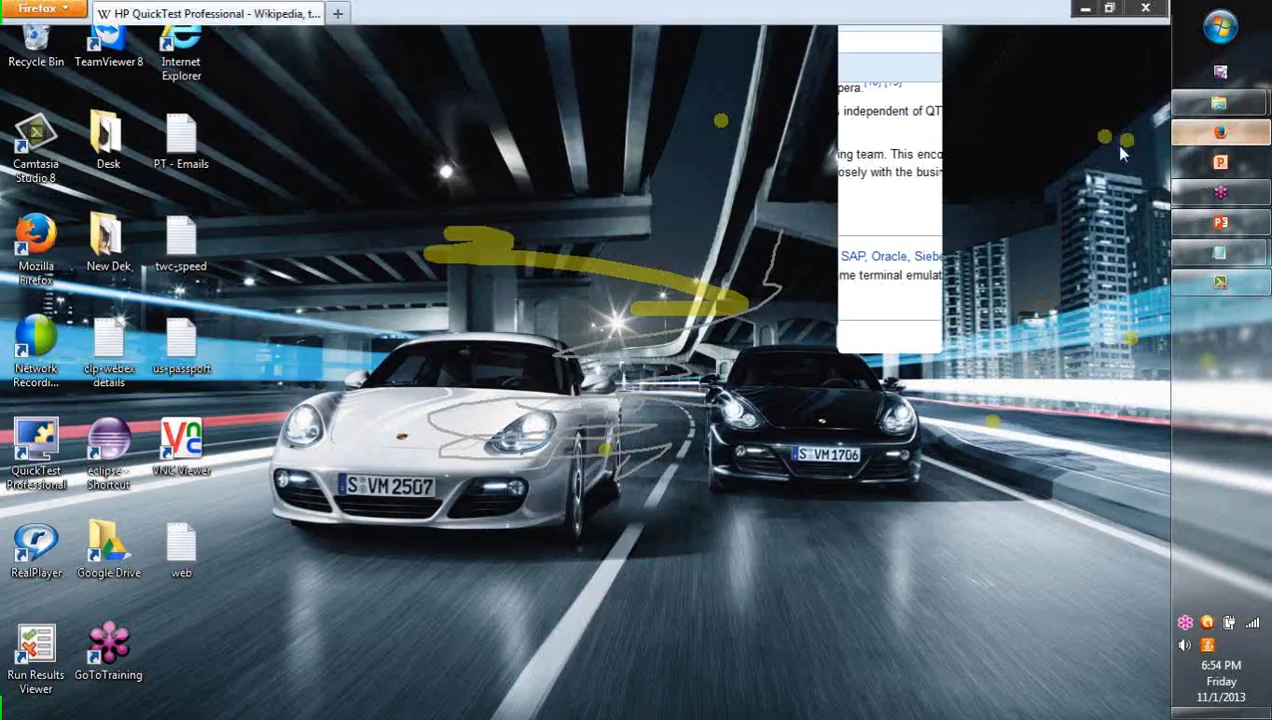 Firefox
W HP QuickTest Professional - Wikipedia, t...
Recycle Bin
TeamViewer 8
Internet
Explorer
pera.
independent of QT
ing team. This enco
osely with the busin
SAP, Oracle, Siebe
me terminal emulat
Camtasia
Studio 8
Desk
PT - Emails
Mozilla
Firefox
New Dek,
twc-speed
Network
Recordi...
clp-webex
details
us-passport
QuickTest
Professional
eclipse -
Shortcut
VNC Viewer
RealPlayer
Google Drive
web
Run Results
Viewer
GoToTraining
S VM 2507
S VM 1706
6:54 PM
Friday
11/1/2013